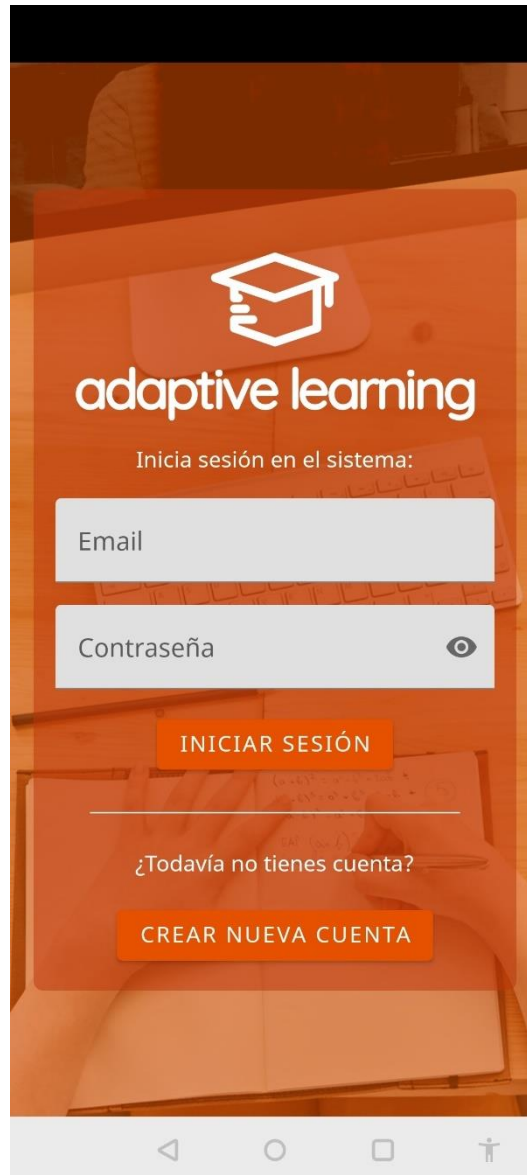 adaptive learning
Inicia sesión en el sistema:
Email
Contraseña
INICIAR SESIÓN
¿Todavía no tienes cuenta?
CREAR NUEVA CUENTA